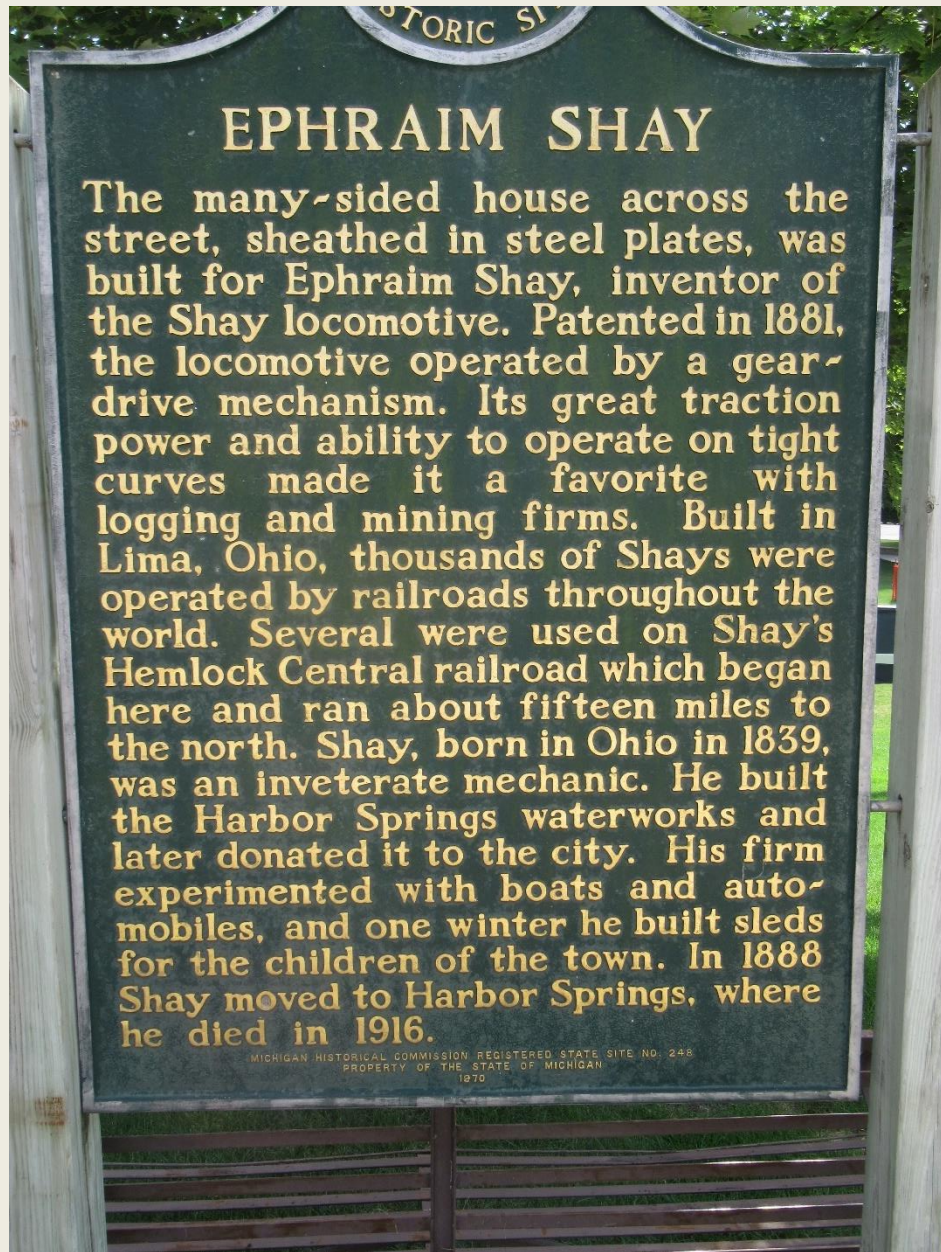 TORIC SI
EPHRAIM SHAY
The many-sided house across the
street, sheathed in steel plates, was
built for Ephraim Shay, inventor of
the Shay locomotive. Patented in 1881,
the locomotive operated by a gear-
drive mechanism. Its great traction
power and ability to operate on tight
curves made it a favorite with
logging and mining firms. Built in
Lima, Ohio, thousands of Shays were
operated by railroads throughout the
world. Several were used on Shay's
Hemlock Central railroad which began
here and ran about fifteen miles to
the north. Shay, born in Ohio in 1839,
was an inveterate mechanic. He built
the Harbor Springs waterworks and
later donated it to the city. His firm
experimented with boats and auto-
mobiles, and one winter he built sleds
for the children of the town. In 1888
Shay moved to Harbor Springs, where
he died in 1916.
MICHIGAN HISTORICAL COMMISSION REGISTERED STATE SITE NO. 248
PROPERTY OF THE STATE OF MICHIGAN
1970